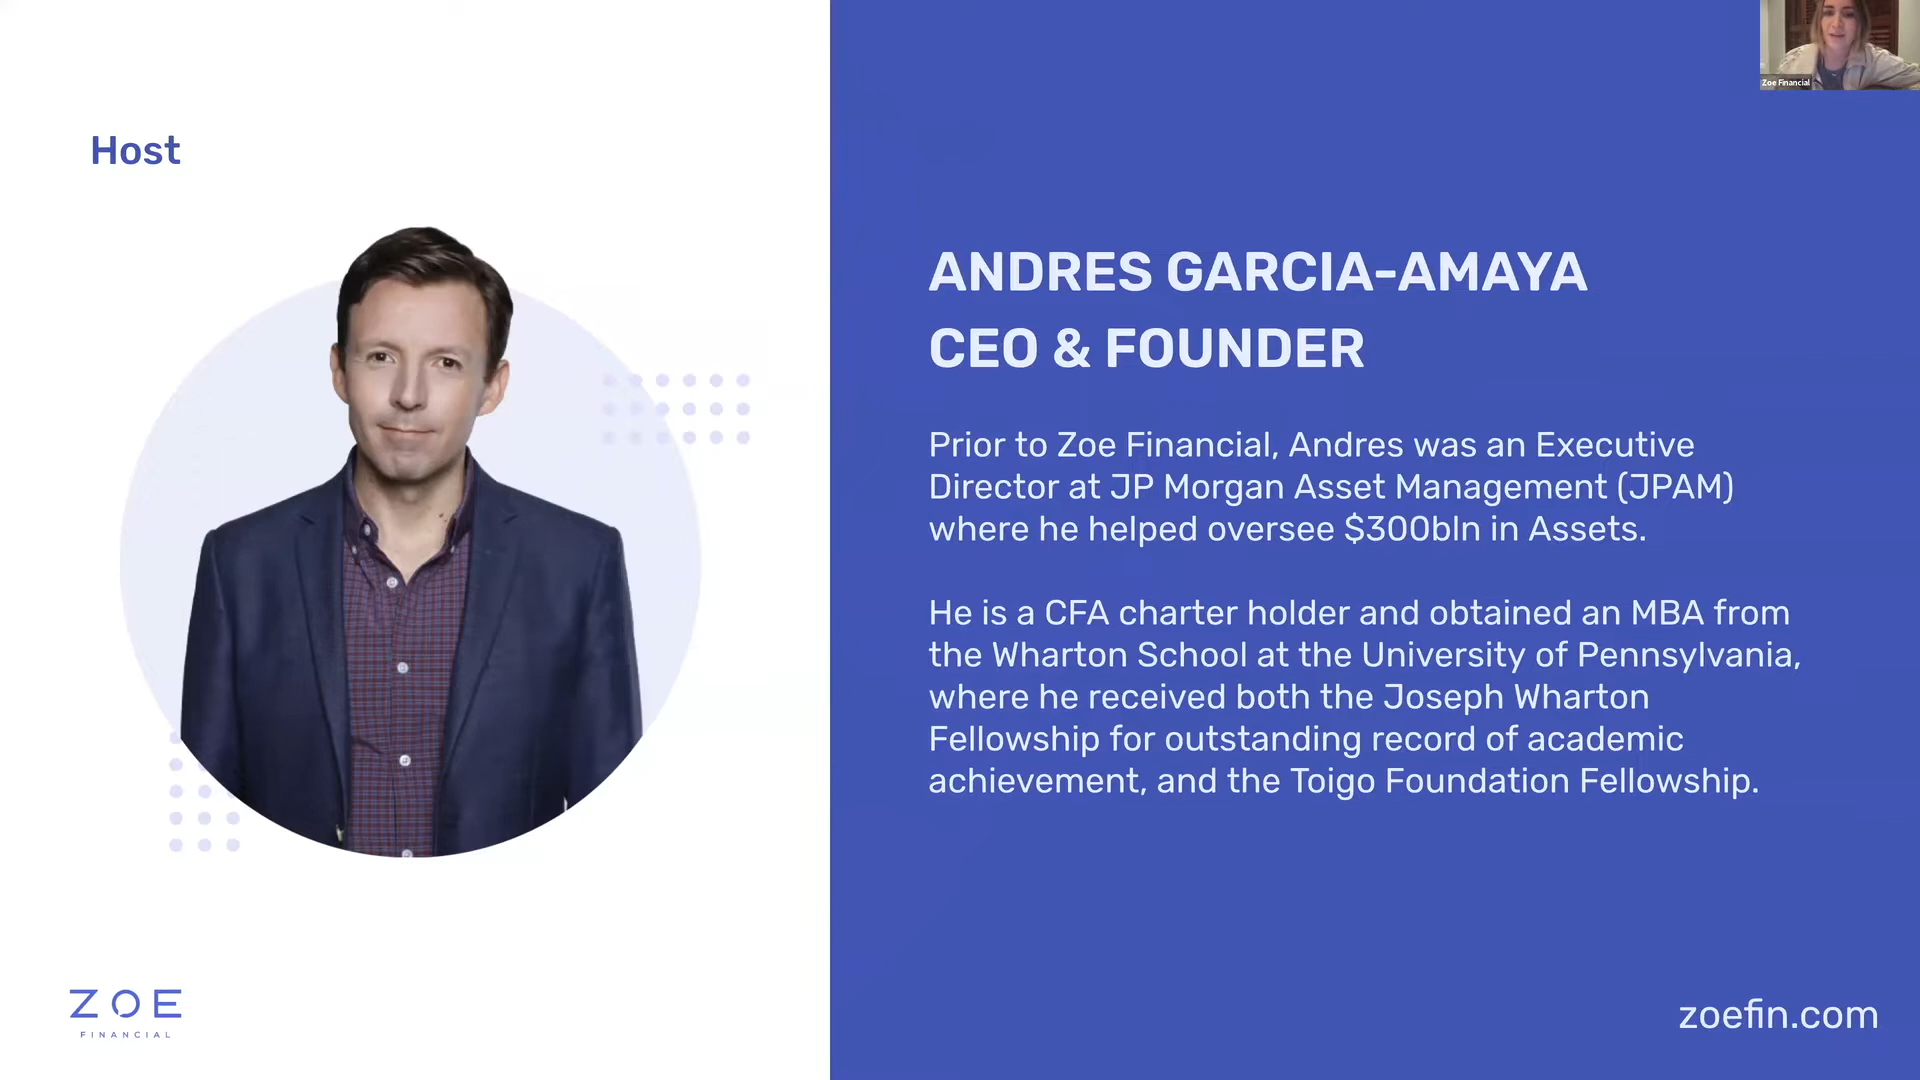 Zoe Financial
Host
ANDRES GARCIA-AMAYA
CEO & FOUNDER
Prior to Zoe Financial, Andres was an Executive
Director at JP Morgan Asset Management (JPAM)
where he helped oversee $300bln in Assets.
He is a CFA charter holder and obtained an MBA from
the Wharton School at the University of Pennsylvania,
where he received both the Joseph Wharton
Fellowship for outstanding record of academic
achievement, and the Toigo Foundation Fellowship.
ZOE
FINANCIAL
zoefin.com